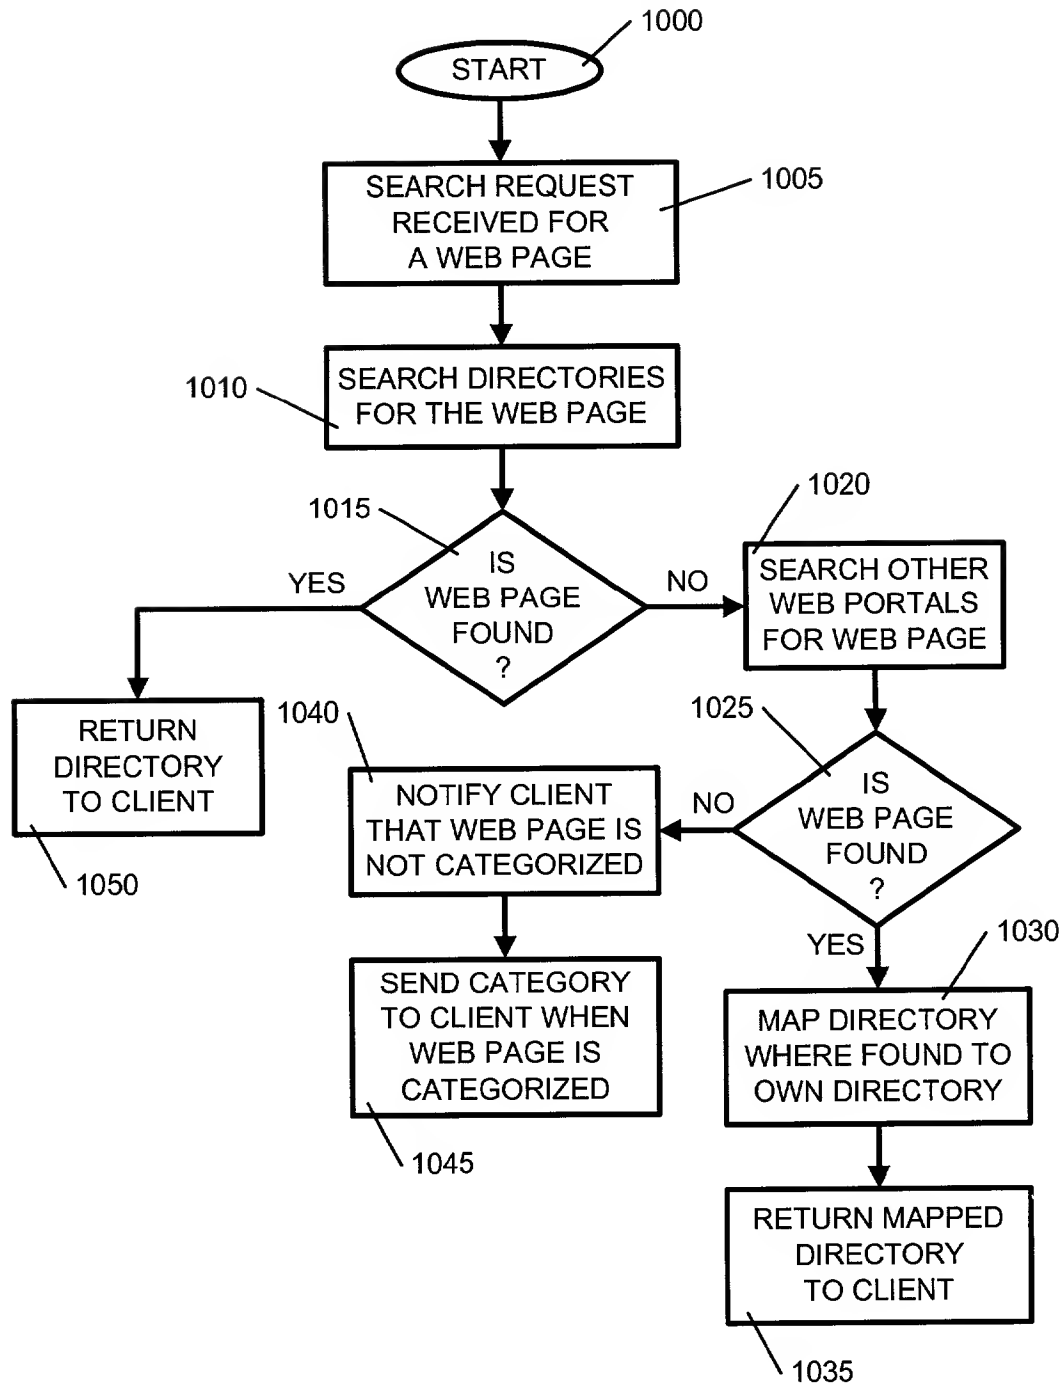 1000
START
1005
SEARCH REQUEST
RECEIVED FOR
A WEB PAGE
1010
SEARCH DIRECTORIES
FOR THE WEB PAGE
1015
IS
WEB PAGE
FOUND
?
YES
NO
1020
SEARCH OTHER
WEB PORTALS
FOR WEB PAGE
RETURN
DIRECTORY
TO CLIENT
1050
1025
IS
WEB PAGE
FOUND
?
NO
YES
1040
NOTIFY CLIENT
THAT WEB PAGE IS
NOT CATEGORIZED
SEND CATEGORY
TO CLIENT WHEN
WEB PAGE IS
CATEGORIZED
1045
1030
MAP DIRECTORY
WHERE FOUND TO
OWN DIRECTORY
RETURN MAPPED
DIRECTORY
TO CLIENT
1035